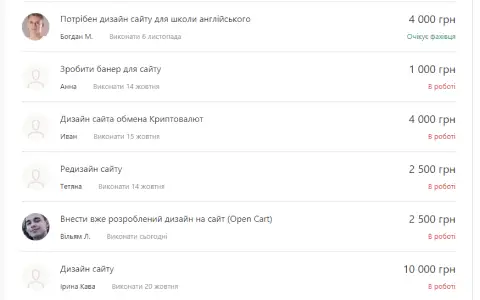 Потрібен дизайн сайту для школи англійського
4 000 грн
Богдан М. Виконати 6 листопада
Очікує фахівця
Зробити банер для сайту
1 000 грн
Анна Виконати 14 жовтня
В роботі
Дизайн сайта обмена Криптовалют
4 000 грн
Иван Виконати 15 жовтня
В роботі
Редизайн сайту
2 500 грн
Тетяна Виконати 14 жовтня
В роботі
Внести вже розроблений дизайн на сайт (Open Cart)
2 500 грн
Вільям Л. Виконати сьогодні
В роботі
Дизайн сайту
10 000 грн
Ірина Кава Виконати 20 жовтня
В роботі